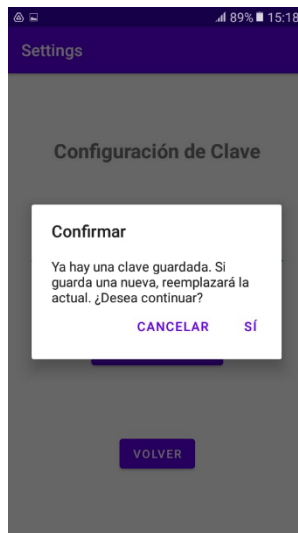 89% 15:18
Settings
Configuración de Clave
Confirmar
Ya hay una clave guardada. Si
guarda una nueva, reemplazará la
actual. ¿Desea continuar?
CANCELAR SÍ
VOLVER